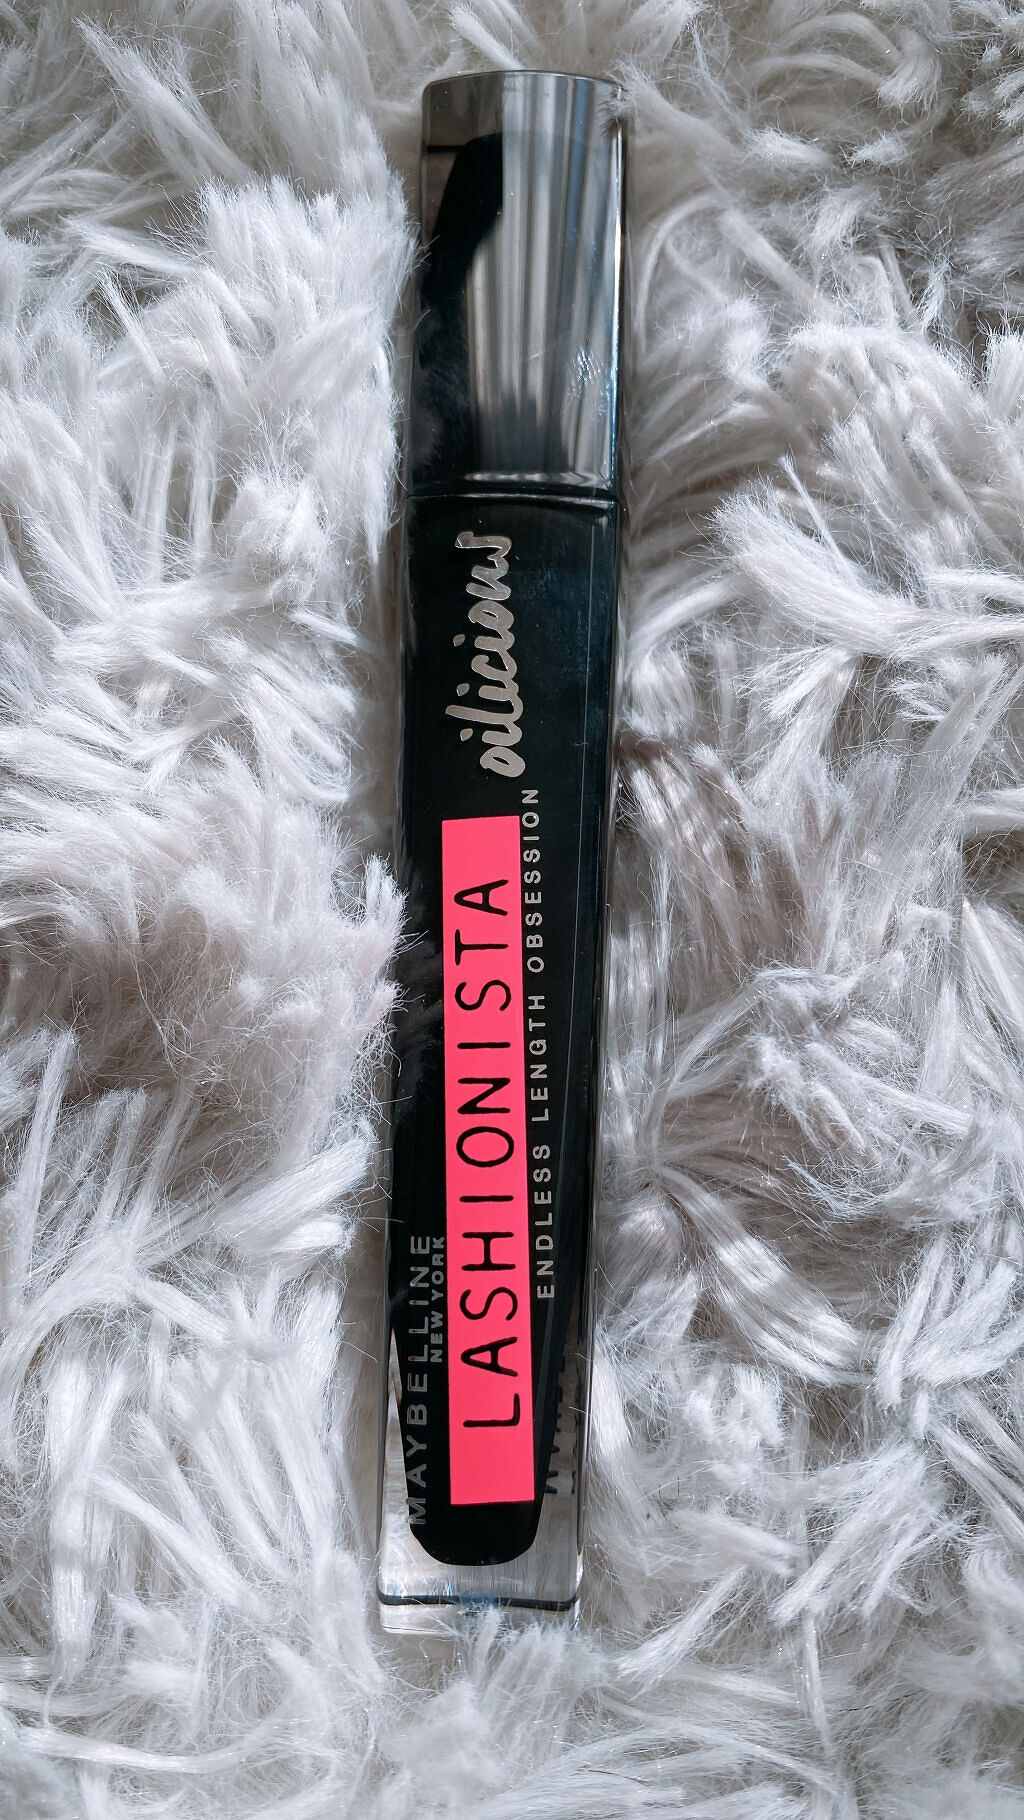 MAYBELLINE
NEW YORK
LASHIONISTA
oilicious
ENDLESS LENGTH OBSESSION